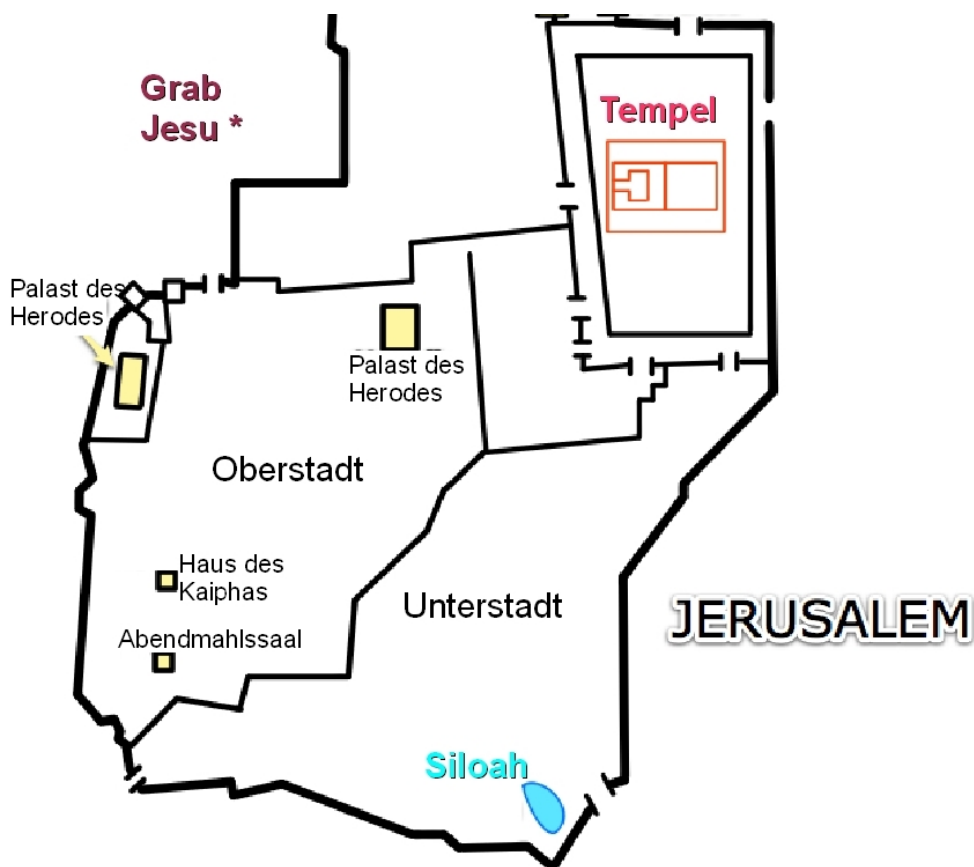 Grab
Jesu *
Tempel
Palast des
Herodes
Palast des
Herodes
Oberstadt
Haus des
Kaiphas
Unterstadt
JERUSALEM
Abendmahlssaal
Siloah